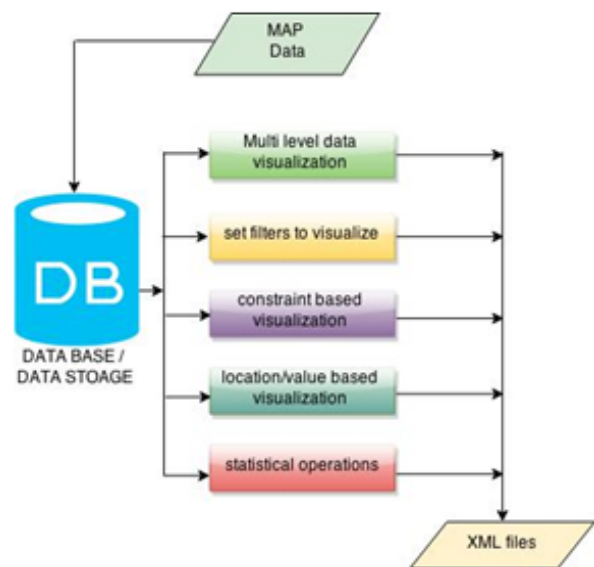 MAP
Data
Multi level data
visualization
set filters to visualize
DB
constraint based
visualization
DATA BASE /
DATA STOAGE
location/value based
visualization
statistical operations
XML files